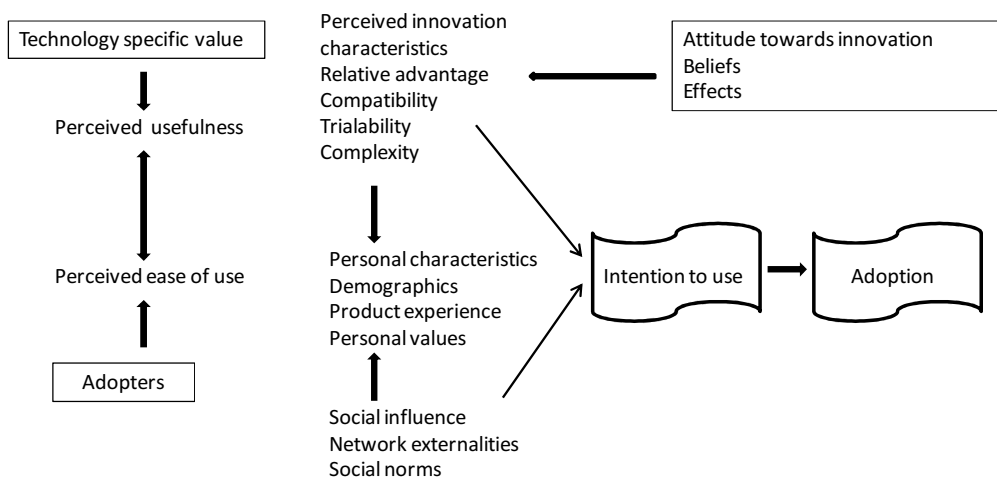 Technology specific value
Perceived usefulness
Perceived ease of use
Adopters
Perceived innovation
characteristics
Relative advantage
Compatibility
Trialability
Complexity
Personal characteristics
Demographics
Product experience
Personal values
Social influence
Network externalities
Social norms
Attitude towards innovation
Beliefs
Effects
Intention to use
Adoption